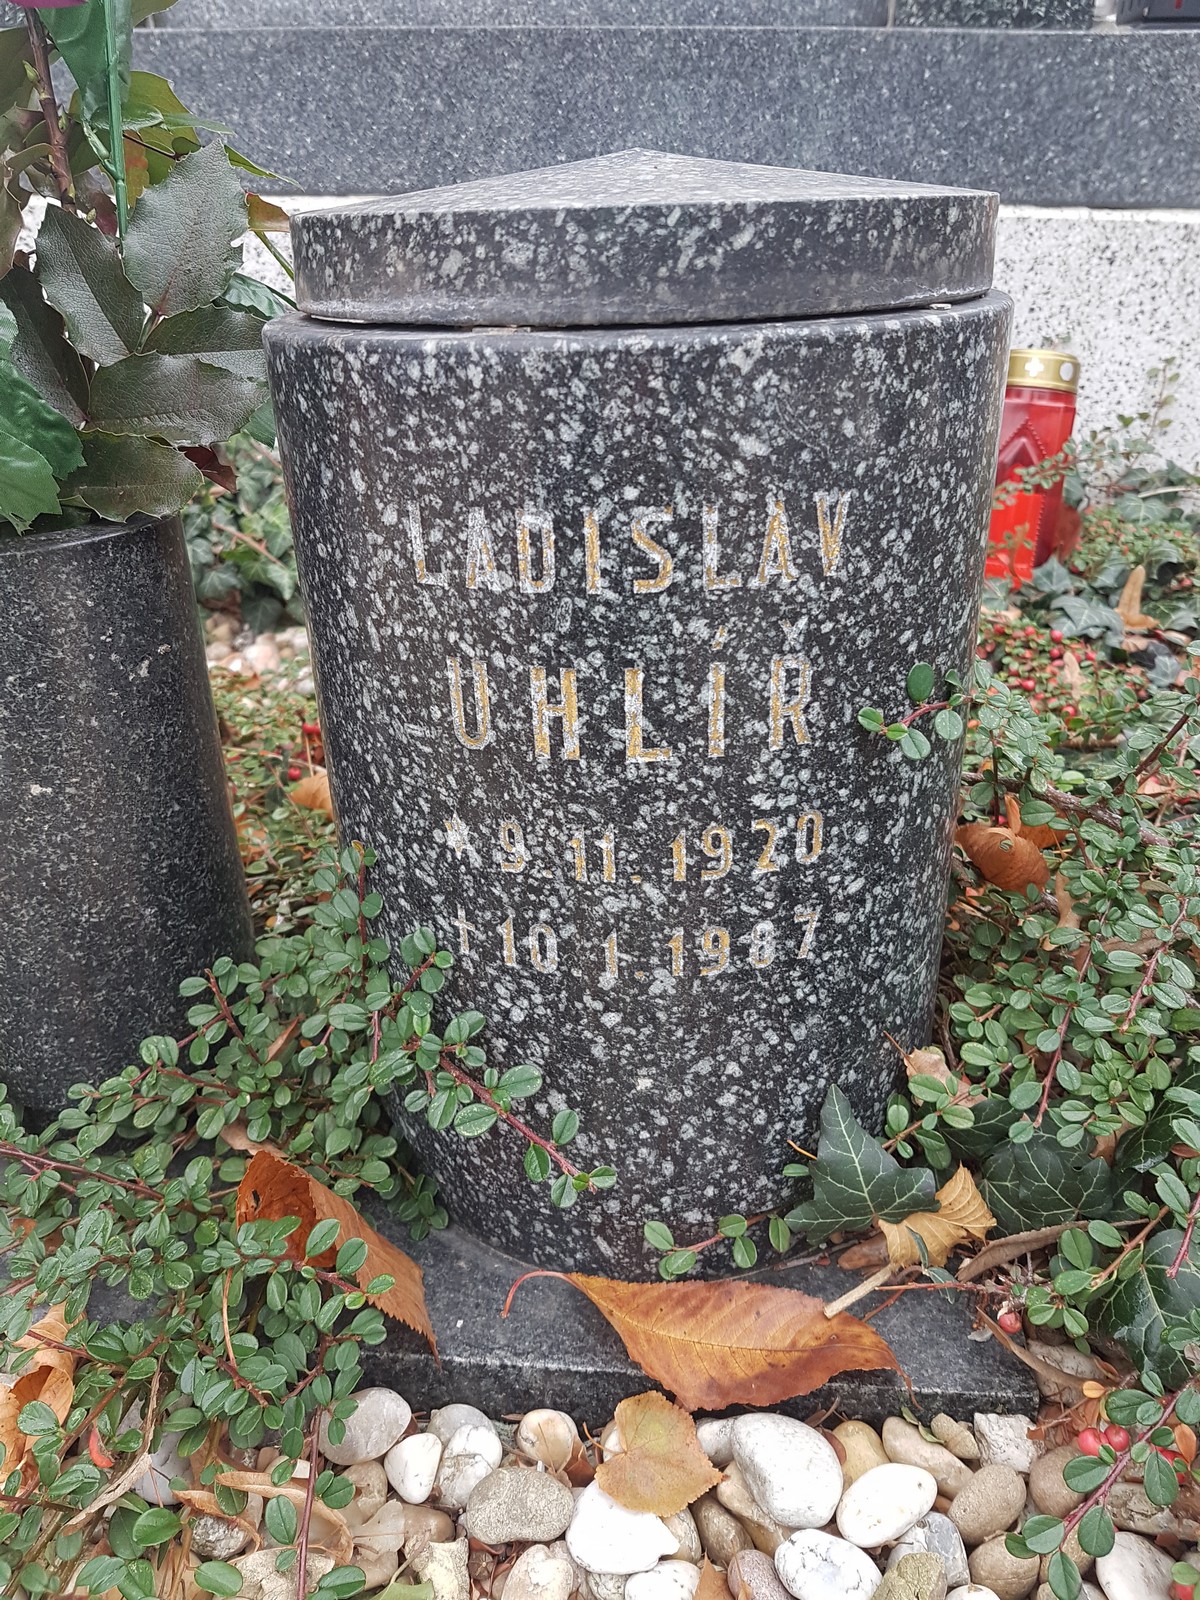 LADISLAV
UHLÍŘ
* 9. 11. 1920
† 10. 1. 1987